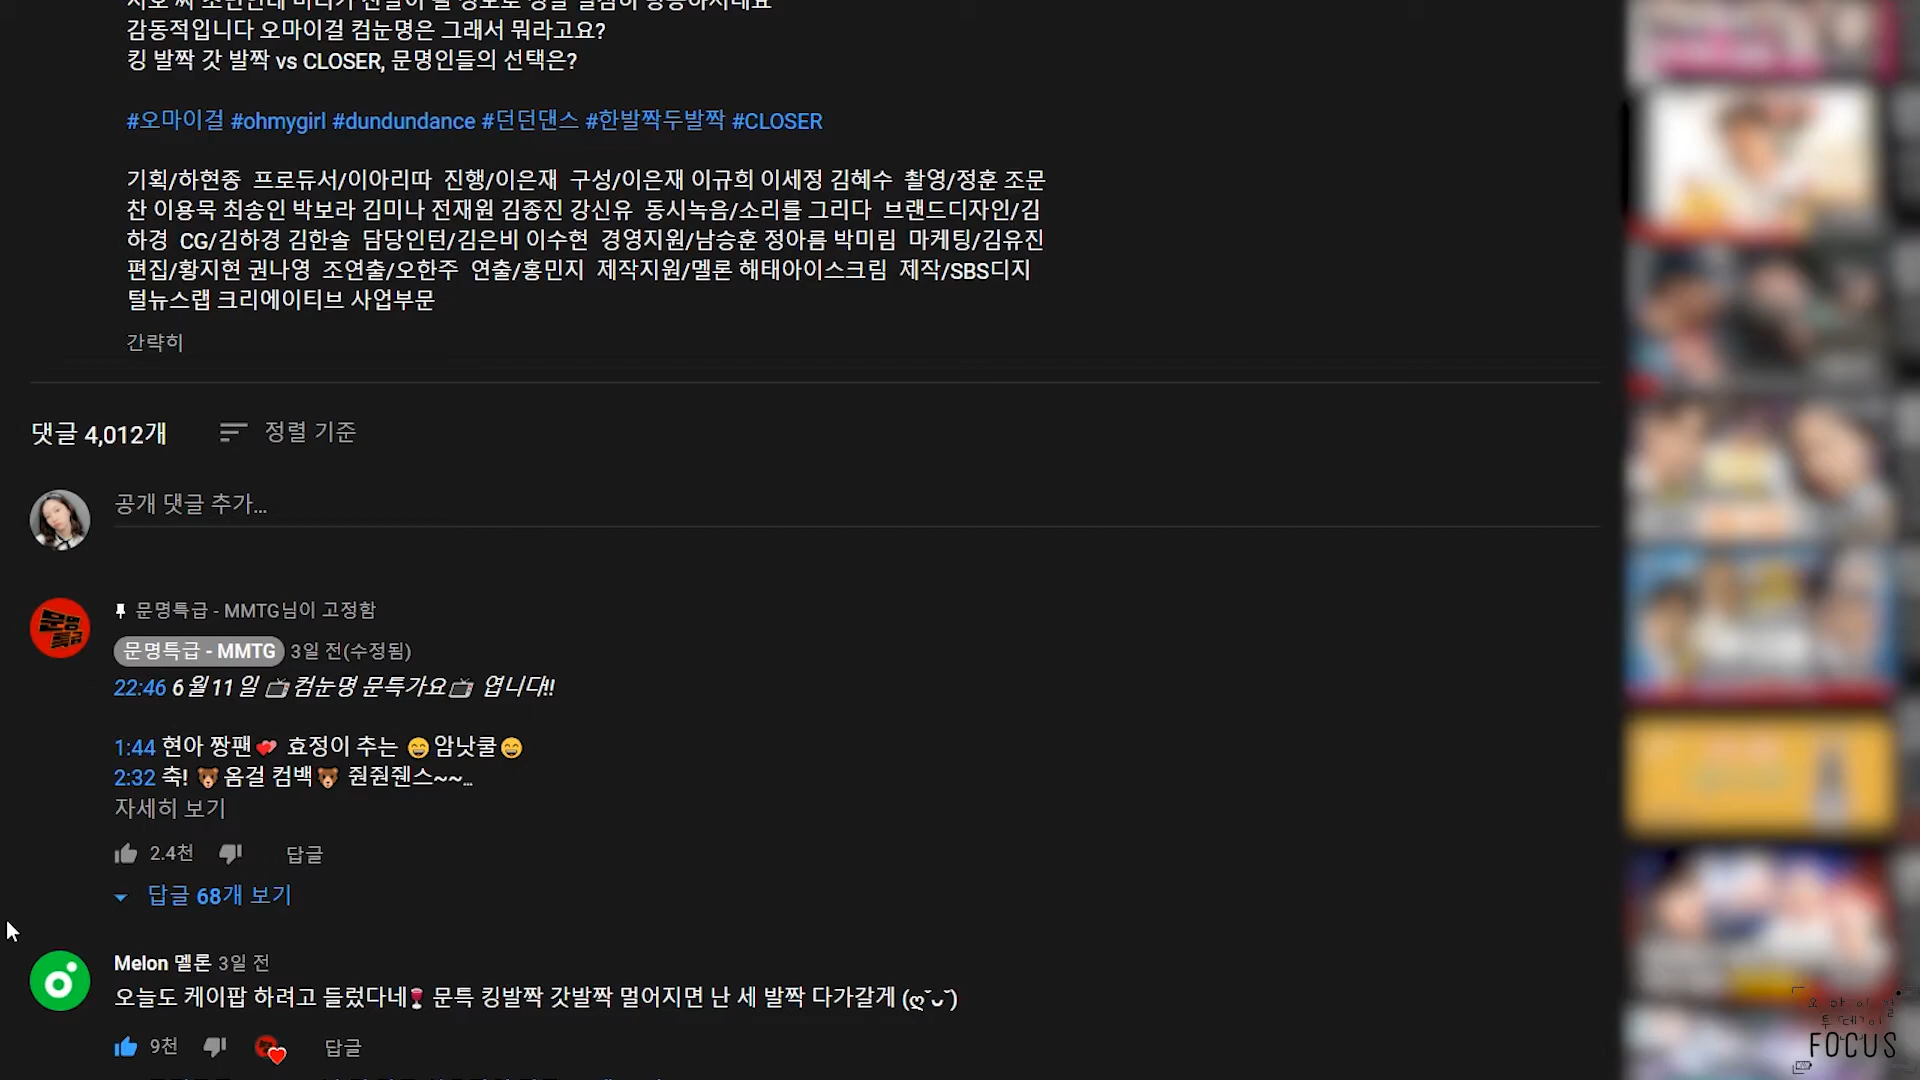 감동적입니다 오마이걸 컴눈명은 그래서 뭐라고요?
킹 발짝 갓 발짝 vs CLOSER, 문명인들의 선택은?
#오마이걸 #ohmygirl #dundundance #던던댄스 #한발짝두발짝 #CLOSER
기획/하현종 프로듀서/이아리따 진행/이은재 구성/이은재 이규희 이세정 김혜수 촬영/정훈 조문
찬 이용묵 최송인 박보라 김미나 전재원 김종진 강신유 동시녹음/소리를 그리다 브랜드디자인/김
하경 CG/김하경 김한솔 담당인턴/김은비 이수현 경영지원/남승훈 정아름 박미림 마케팅/김유진
편집/황지현 권나영 조연출/오한주 연출/홍민지 제작지원/멜론 해태아이스크림 제작/SBS디지
털뉴스랩 크리에이티브 사업부문
간략히
댓글 4,012개 정렬 기준
공개 댓글 추가...
문명특급
문명특급 - MMTG님이 고정함
문명특급 - MMTG 3일 전(수정됨)
22:46 6월 11일 📺컴눈명 문특가요📺 엽니다!!
1:44 현아 짱팬💕 효정이 추는 😁암낫쿨😁
2:32 축! 🐻옴걸 컴백🐻 줜줜줸스~~...
자세히 보기
2.4천 답글
답글 68개 보기
Melon 멜론 3일 전
오늘도 케이팝 하려고 들렀다네🍷 문특 킹발짝 갓발짝 멀어지면 난 세 발짝 다가갈게 (ღ˘ᴗ˘)
9천 답글
FOCUS